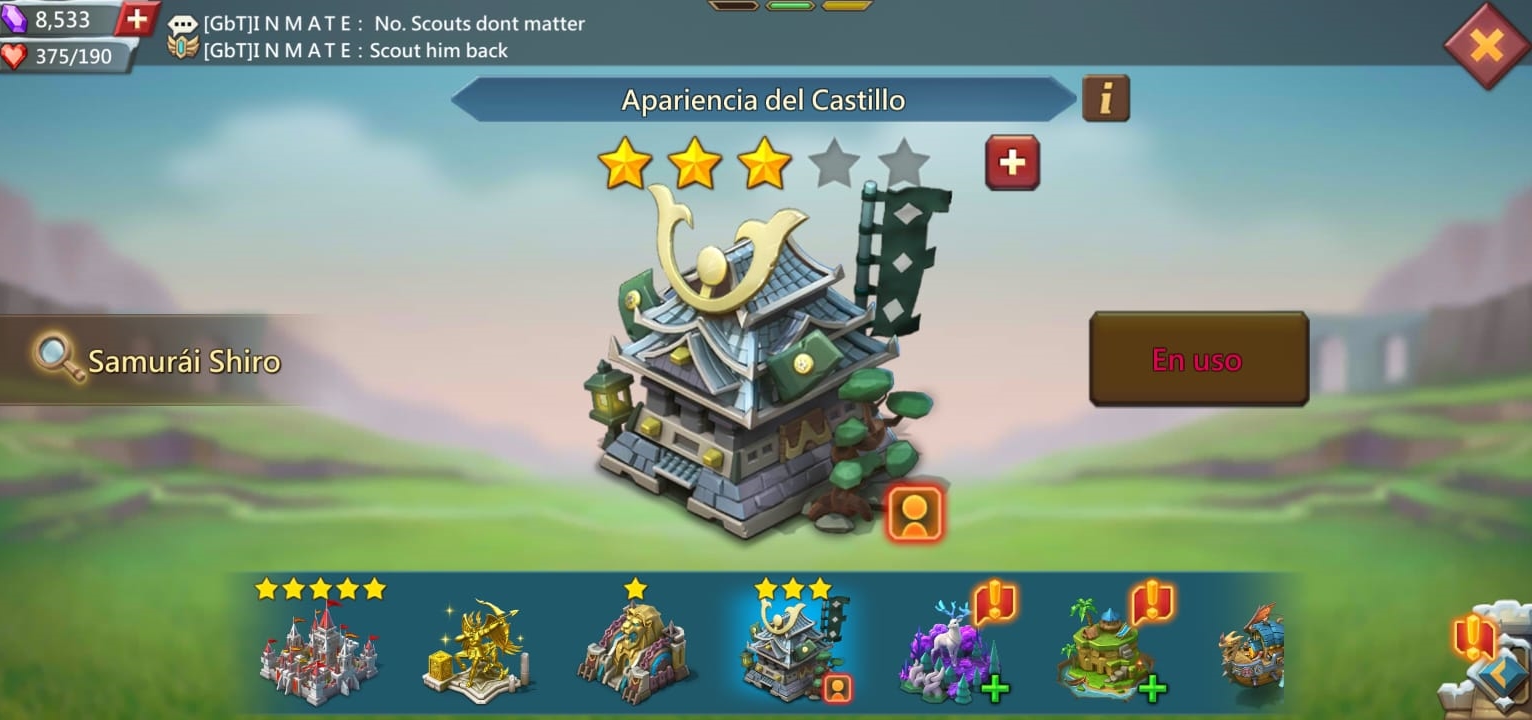 8,533
[GbT]I N M A T E : No. Scouts dont matter
375/190
[GbT]I N M A T E : Scout him back
Apariencia del Castillo
i
Samurái Shiro
En uso